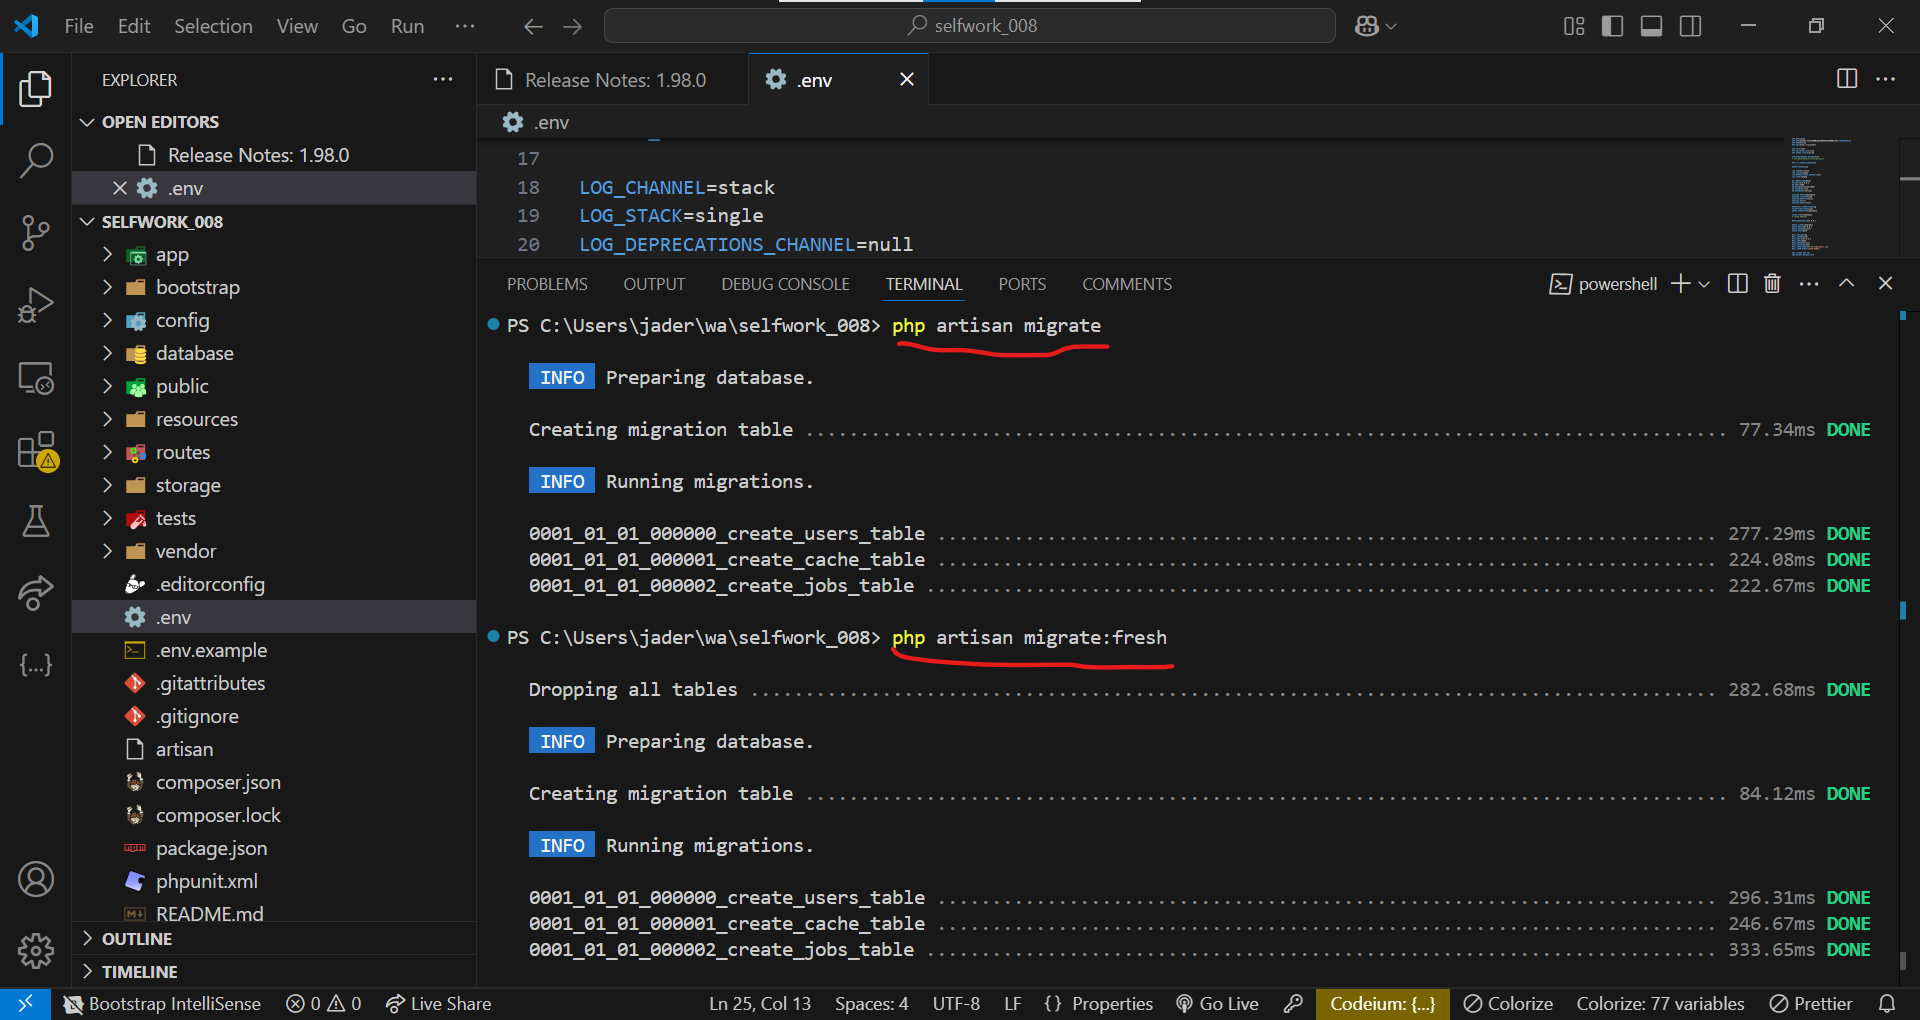 File Edit Selection View Go Run ··· selfwork_008
EXPLORER ···
OPEN EDITORS
Release Notes: 1.98.0
.env
SELFWORK_008
app
bootstrap
config
database
public
resources
routes
storage
tests
vendor
.editorconfig
.env
.env.example
.gitattributes
.gitignore
artisan
composer.json
composer.lock
package.json
phpunit.xml
README.md
OUTLINE
TIMELINE
Release Notes: 1.98.0 .env
.env
17
18 LOG_CHANNEL=stack
19 LOG_STACK=single
20 LOG_DEPRECATIONS_CHANNEL=null
PROBLEMS OUTPUT DEBUG CONSOLE TERMINAL PORTS COMMENTS powershell
PS C:\Users\jader\wa\selfwork_008> php artisan migrate
INFO Preparing database.
Creating migration table .................................................................................... 77.34ms DONE
INFO Running migrations.
0001_01_01_000000_create_users_table ....................................................................... 277.29ms DONE
0001_01_01_000001_create_cache_table ....................................................................... 224.08ms DONE
0001_01_01_000002_create_jobs_table ........................................................................ 222.67ms DONE
PS C:\Users\jader\wa\selfwork_008> php artisan migrate:fresh
Dropping all tables ........................................................................................ 282.68ms DONE
INFO Preparing database.
Creating migration table .................................................................................... 84.12ms DONE
INFO Running migrations.
0001_01_01_000000_create_users_table ....................................................................... 296.31ms DONE
0001_01_01_000001_create_cache_table ....................................................................... 246.67ms DONE
0001_01_01_000002_create_jobs_table ........................................................................ 333.65ms DONE
Bootstrap IntelliSense 0 0 Live Share Ln 25, Col 13 Spaces: 4 UTF-8 LF {} Properties Go Live Codeium: {...} Colorize Colorize: 77 variables Prettier